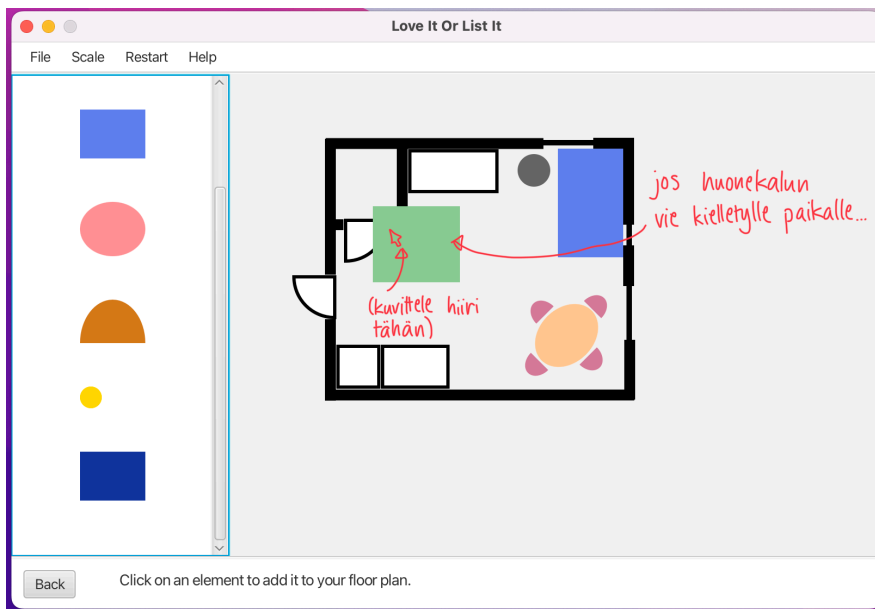 Love It Or List It
File Scale Restart Help
jos huonekalun
vie kielletylle paikalle...
(kuvittele hiiri
tähän)
Back Click on an element to add it to your floor plan.